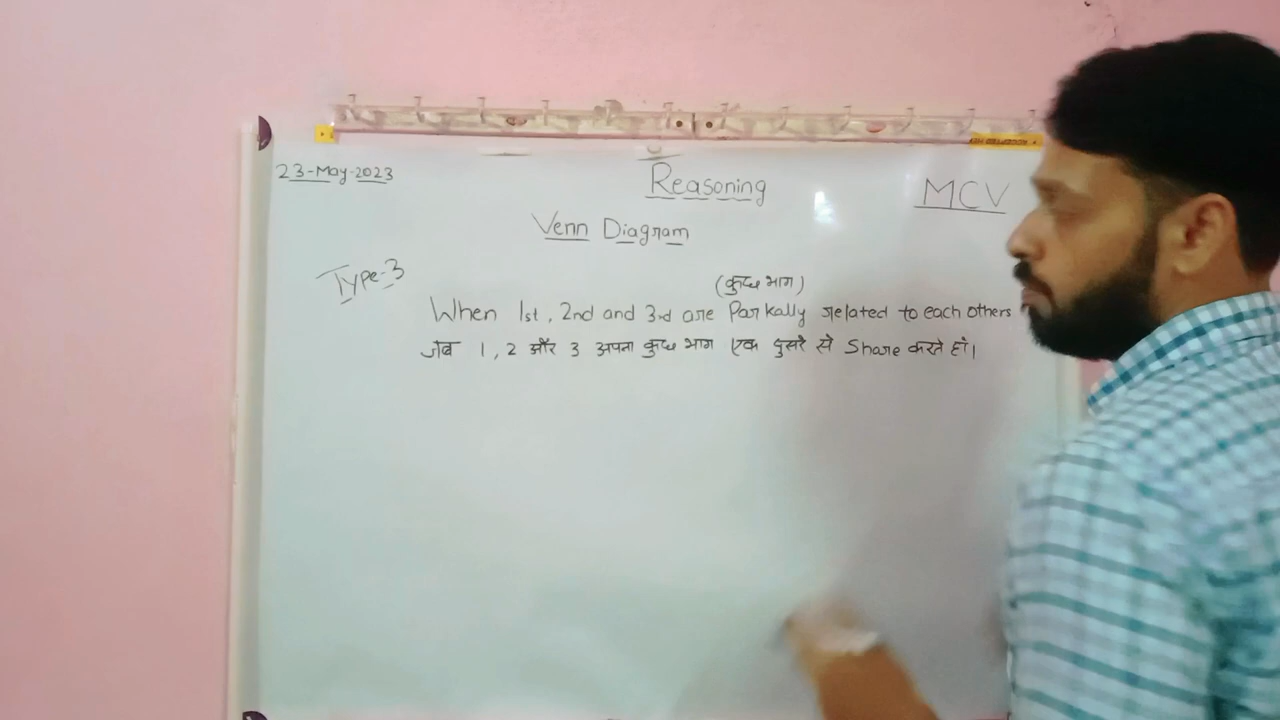 23-May-2023
Reasoning
MCV
Venn Diagram
Type-3
(कुछ भाग)
When 1st, 2nd and 3rd are Partially related to each others
जब 1, 2 और 3 अपना कुछ भाग एक दुसरे से Share करते हों।